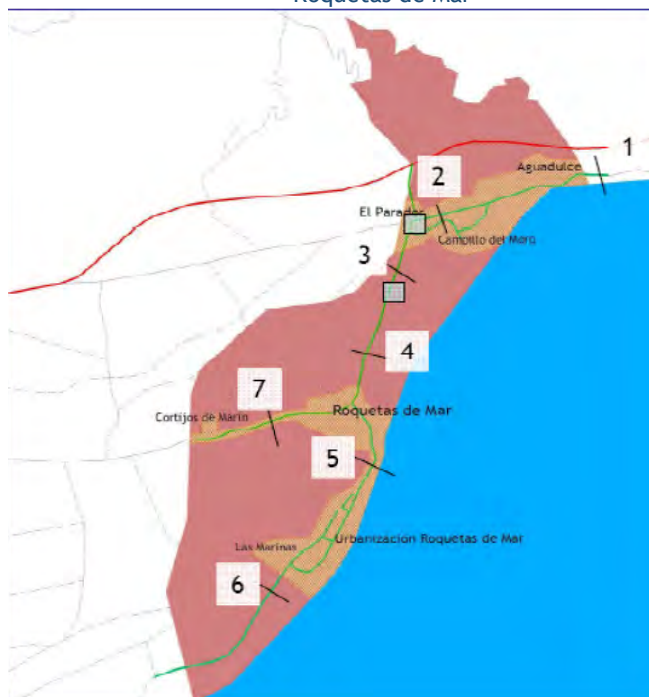 Roquetas de Mar
1
Aguadulce
2
El Parador
Campillo del Moro
3
4
7
Cortijos de Marin
Roquetas de Mar
5
Las Marinas
Urbanización Roquetas de Mar
6